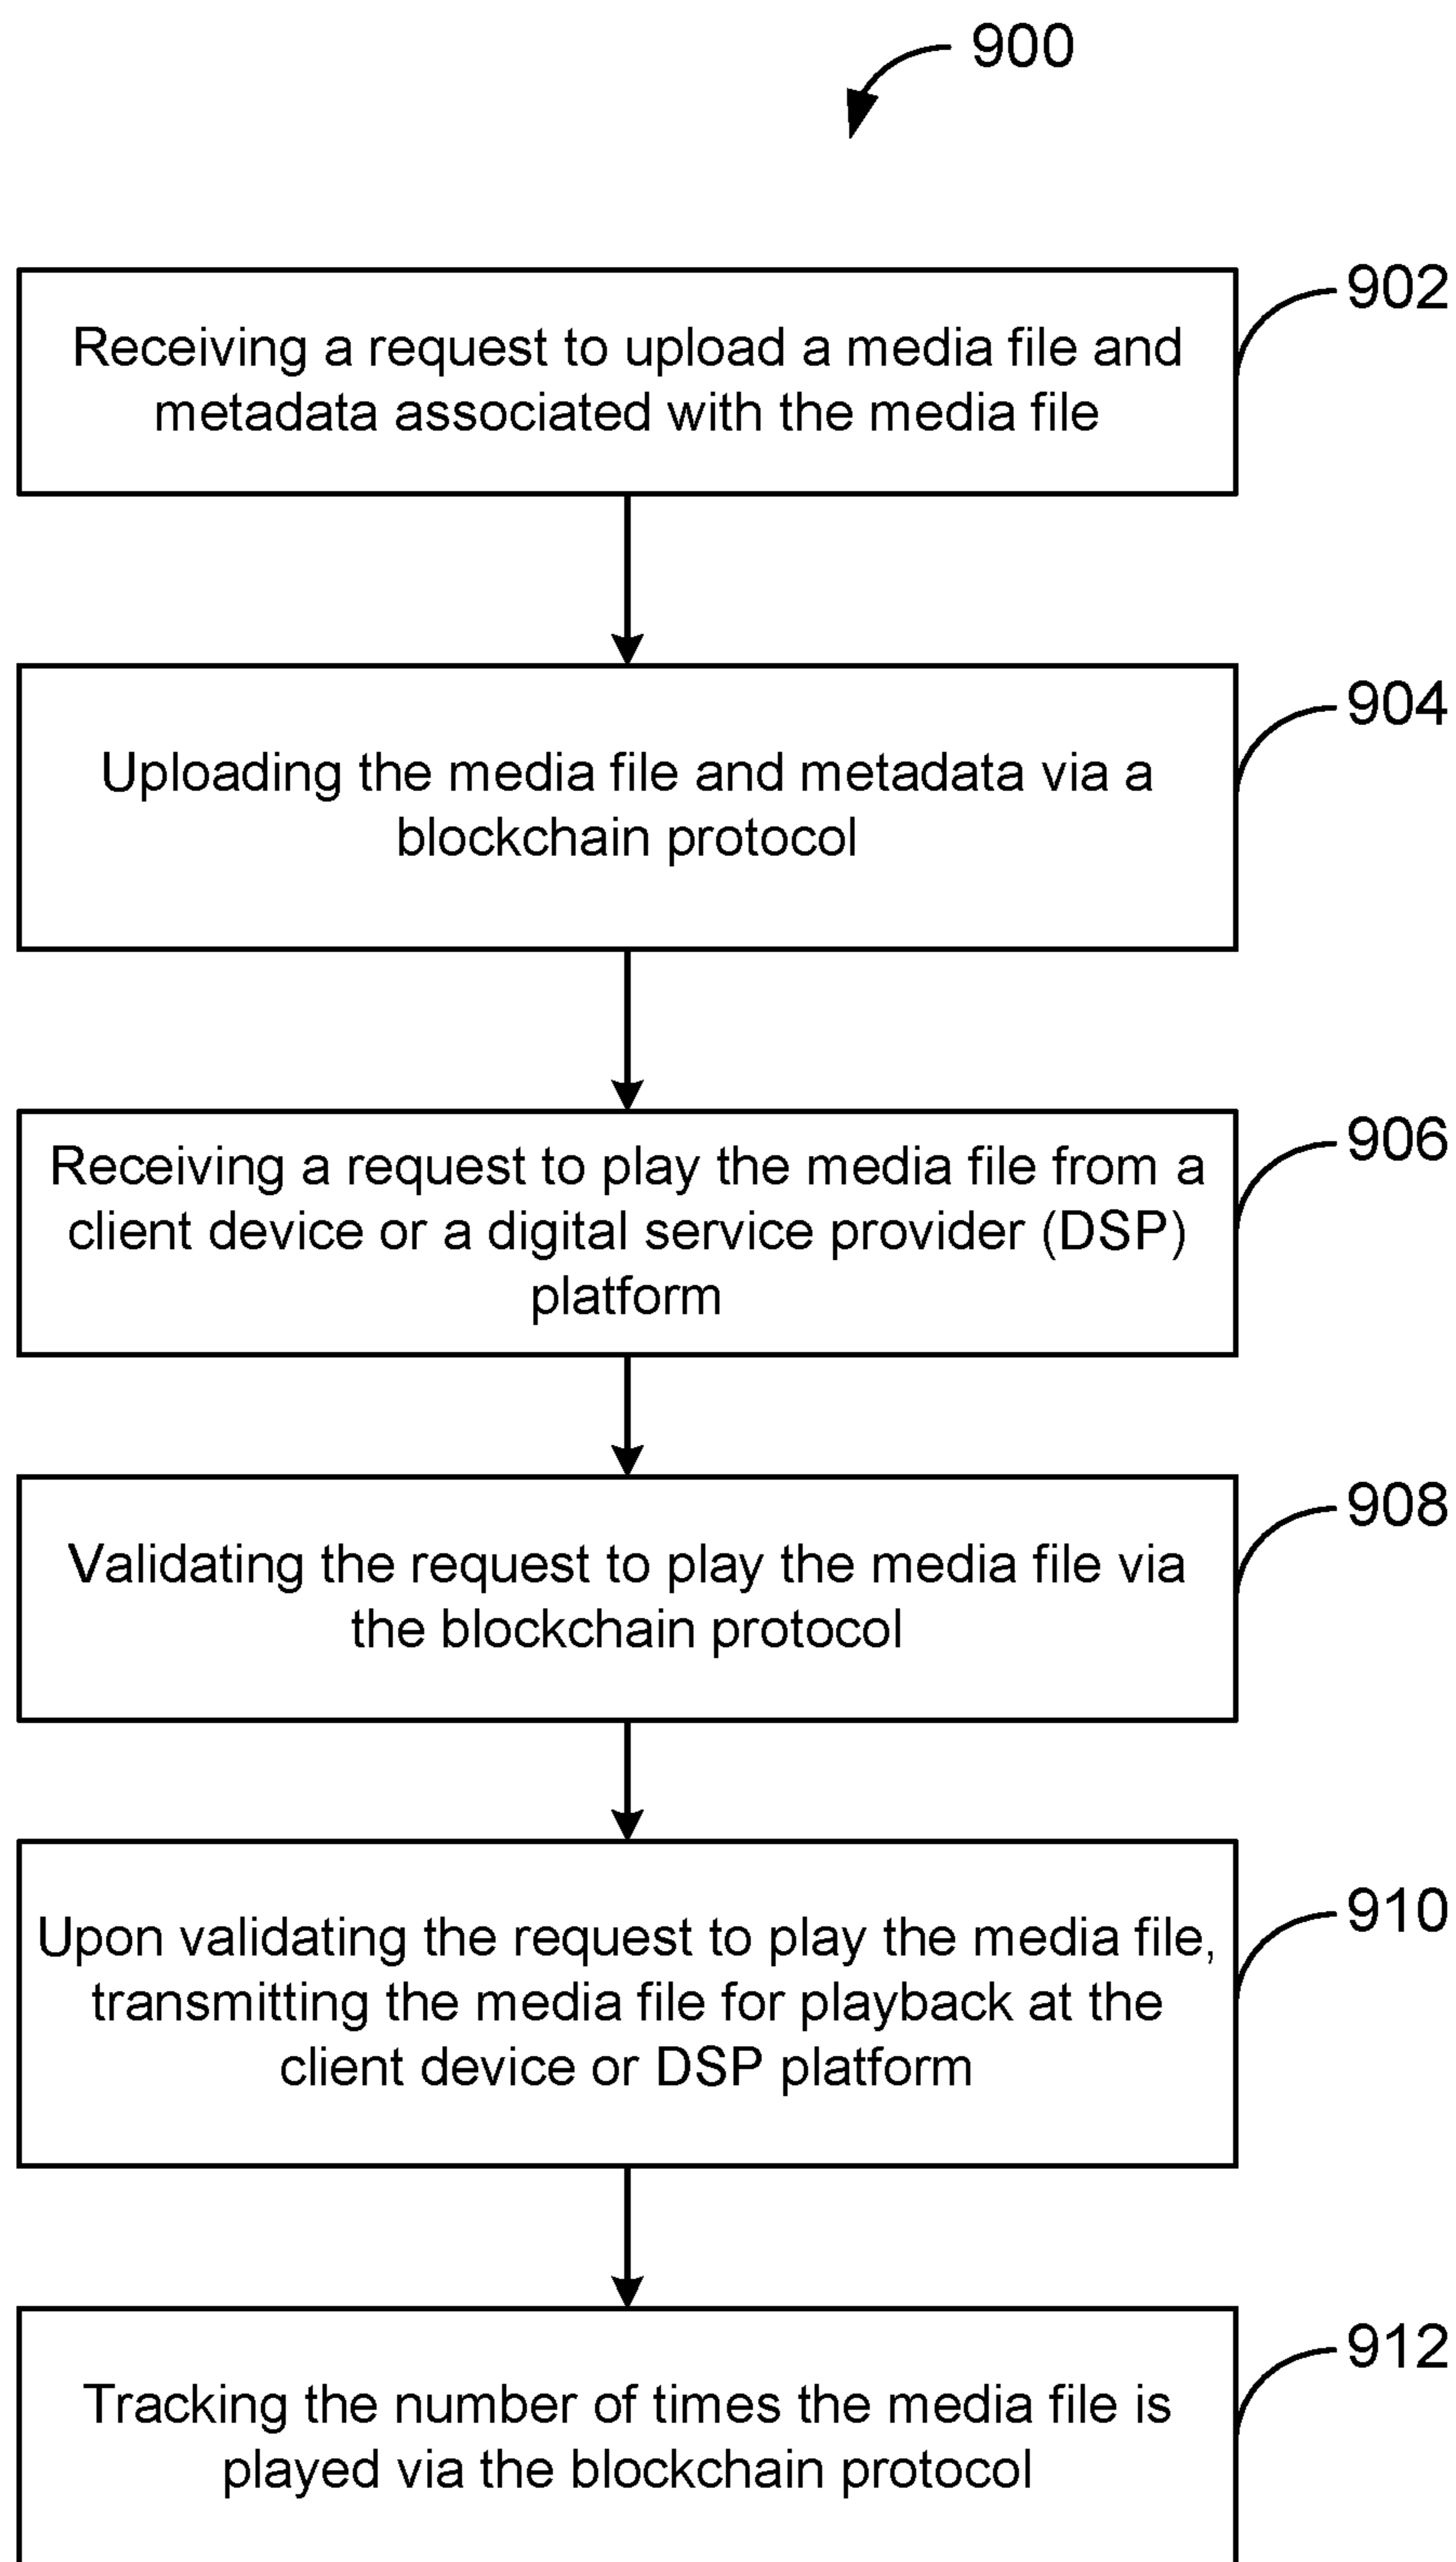 900
902
Receiving a request to upload a media file and
metadata associated with the media file
904
Uploading the media file and metadata via a
blockchain protocol
906
Receiving a request to play the media file from a
client device or a digital service provider (DSP)
platform
908
Validating the request to play the media file via
the blockchain protocol
910
Upon validating the request to play the media file,
transmitting the media file for playback at the
client device or DSP platform
912
Tracking the number of times the media file is
played via the blockchain protocol